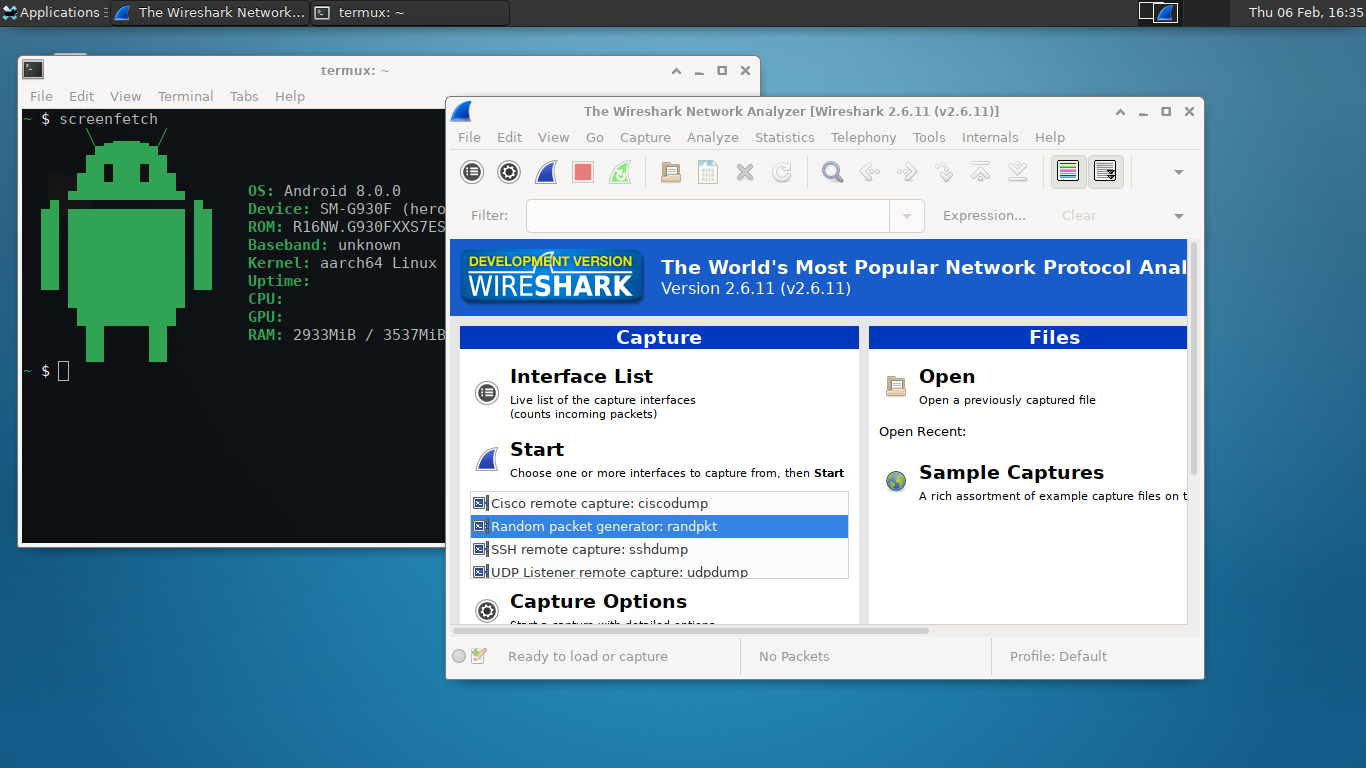 Applications
The Wireshark Network...
termux: ~
Thu 06 Feb, 16:35
termux: ~
File Edit View Terminal Tabs Help
~ $ screenfetch
OS: Android 8.0.0
Device: SM-G930F (hero
ROM: R16NW.G930FXXS7ES
Baseband: unknown
Kernel: aarch64 Linux
Uptime:
CPU:
GPU:
RAM: 2933MiB / 3537MiB
~ $
The Wireshark Network Analyzer [Wireshark 2.6.11 (v2.6.11)]
File Edit View Go Capture Analyze Statistics Telephony Tools Internals Help
Filter: Expression... Clear
DEVELOPMENT VERSION
WIRESHARK
The World's Most Popular Network Protocol Anal
Version 2.6.11 (v2.6.11)
Capture
Interface List
Live list of the capture interfaces
(counts incoming packets)
Start
Choose one or more interfaces to capture from, then Start
Cisco remote capture: ciscodump
Random packet generator: randpkt
SSH remote capture: sshdump
UDP Listener remote capture: udpdump
Capture Options
Start a capture with detailed options
Files
Open
Open a previously captured file
Open Recent:
Sample Captures
A rich assortment of example capture files on t
Ready to load or capture
No Packets
Profile: Default